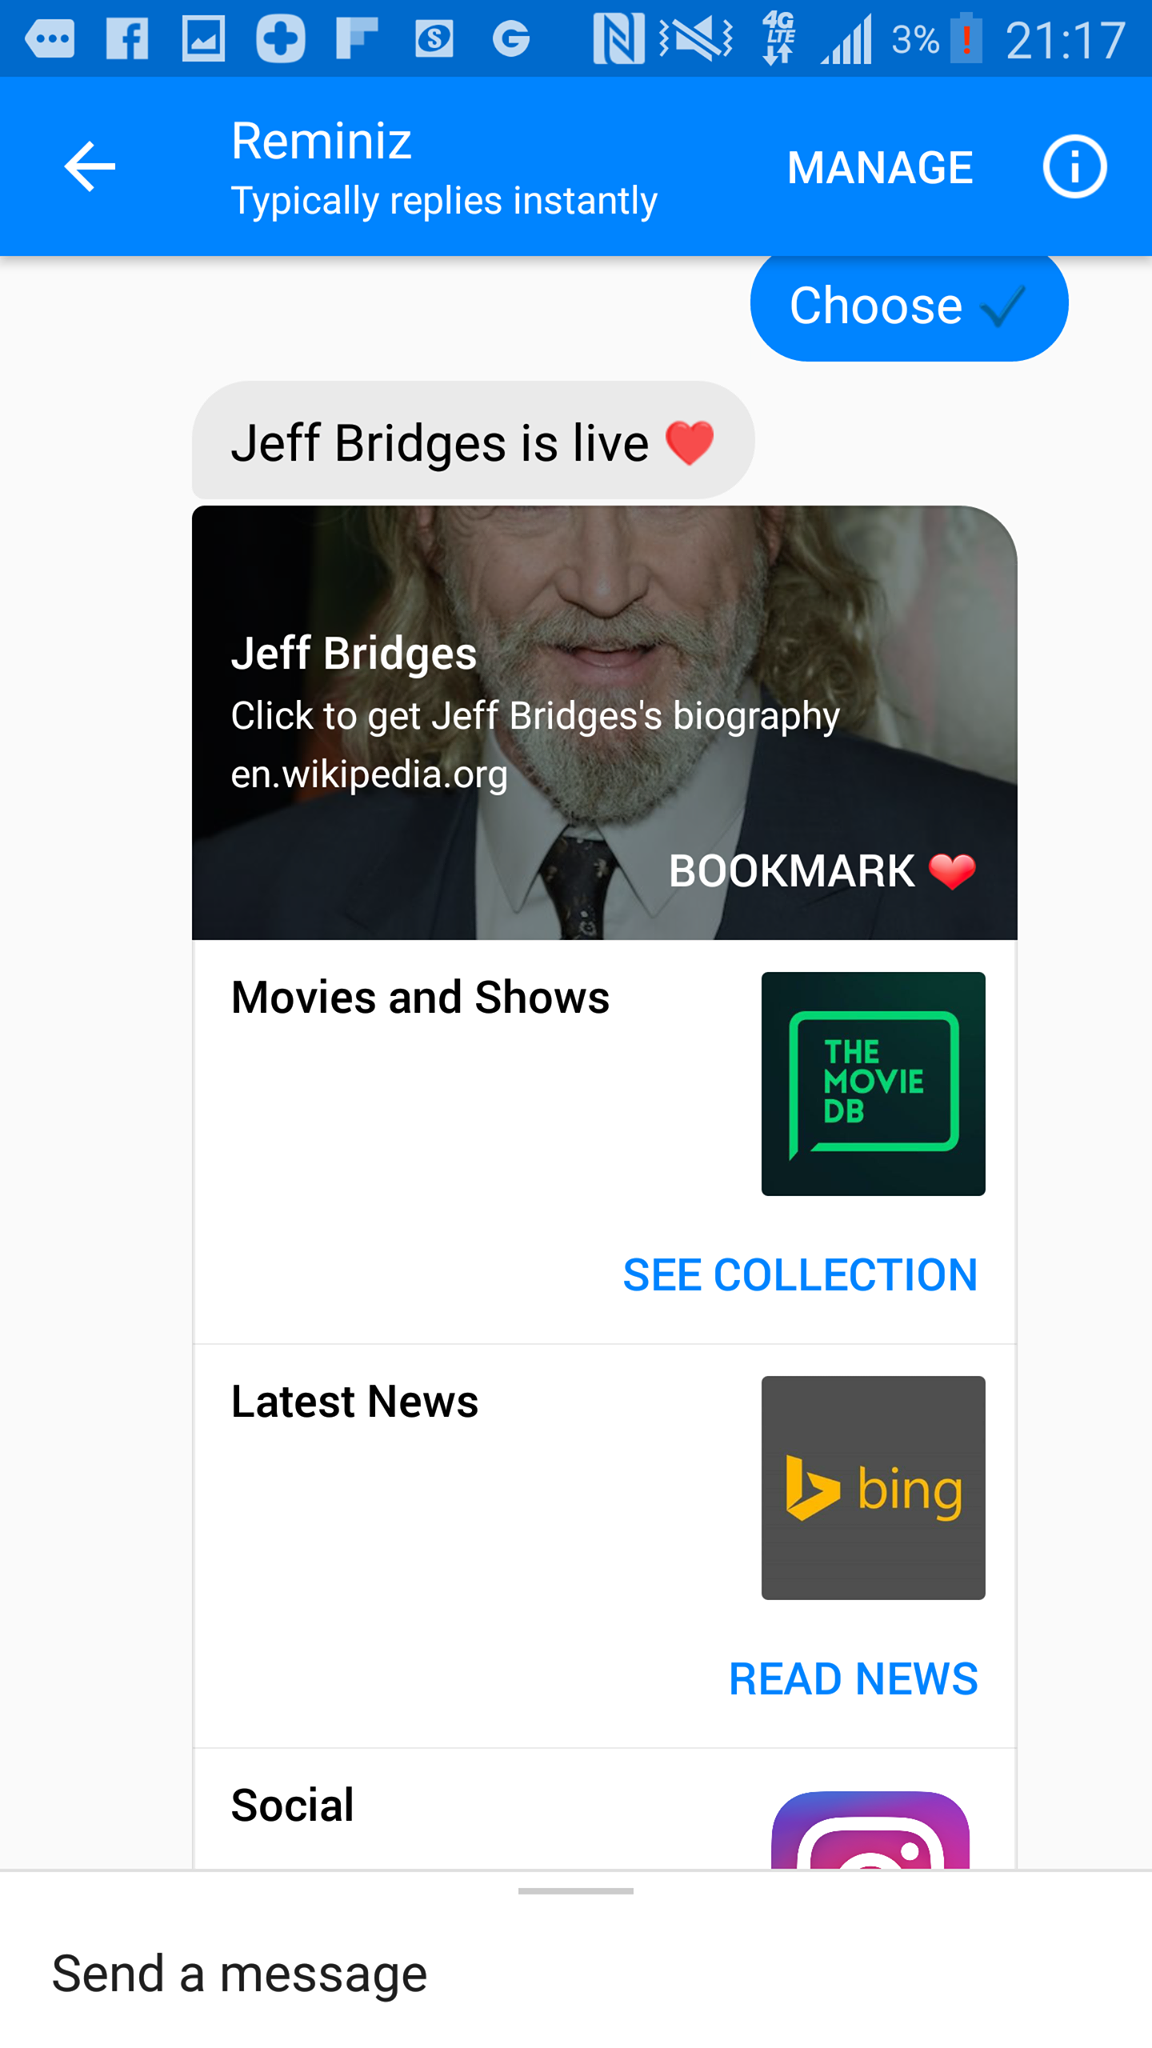 3% 21:17
4G
LTE
Reminiz
Typically replies instantly
MANAGE
Choose
Jeff Bridges is live
Jeff Bridges
Click to get Jeff Bridges's biography
en.wikipedia.org
BOOKMARK
Movies and Shows
THE
MOVIE
DB
SEE COLLECTION
Latest News
bing
READ NEWS
Social
Send a message